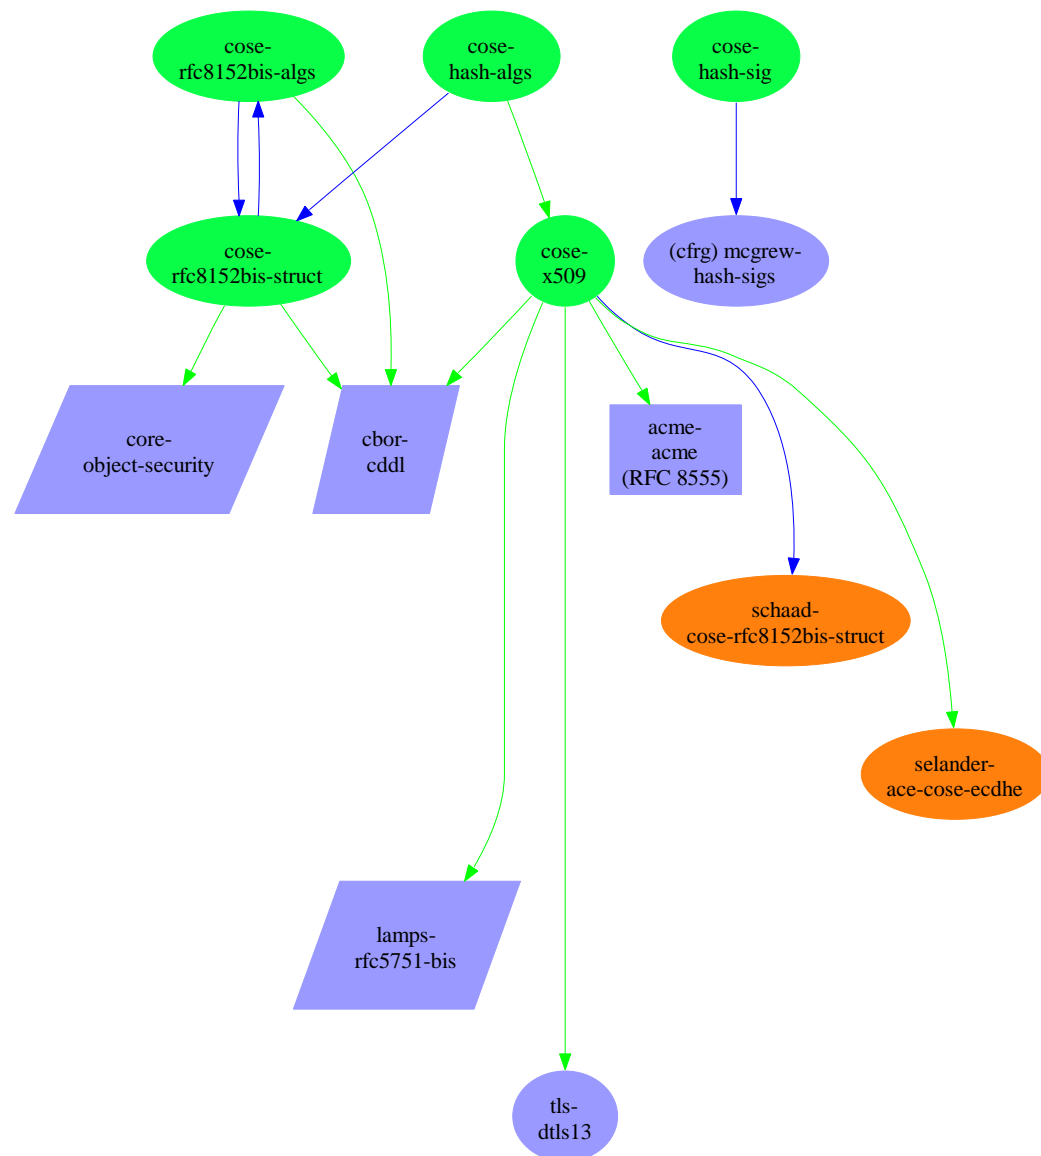 cose-
rfc8152bis-algs
cose-
hash-algs
cose-
hash-sig
cose-
rfc8152bis-struct
cose-
x509
(cfrg) mcgrew-
hash-sigs
core-
object-security
cbor-
cddl
acme-
acme
(RFC 8555)
schaad-
cose-rfc8152bis-struct
selander-
ace-cose-ecdhe
lamps-
rfc5751-bis
tls-
dtls13